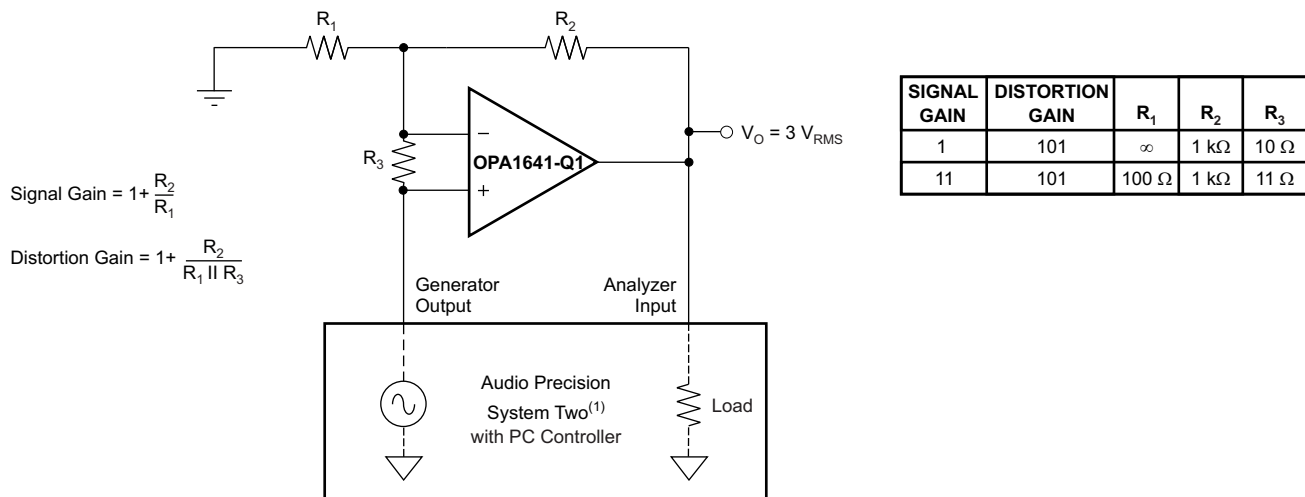 R1
R2
R3
−
+
OPA1641-Q1
VO = 3 VRMS
Signal Gain = 1+ R2
R1
Distortion Gain = 1+ R2
R1 II R3
Generator
Output
Analyzer
Input
Audio Precision
System Two(1)
with PC Controller
Load
SIGNAL GAIN DISTORTION GAIN R1 R2 R3
1 101 ∞ 1 kΩ 10 Ω
11 101 100 Ω 1 kΩ 11 Ω